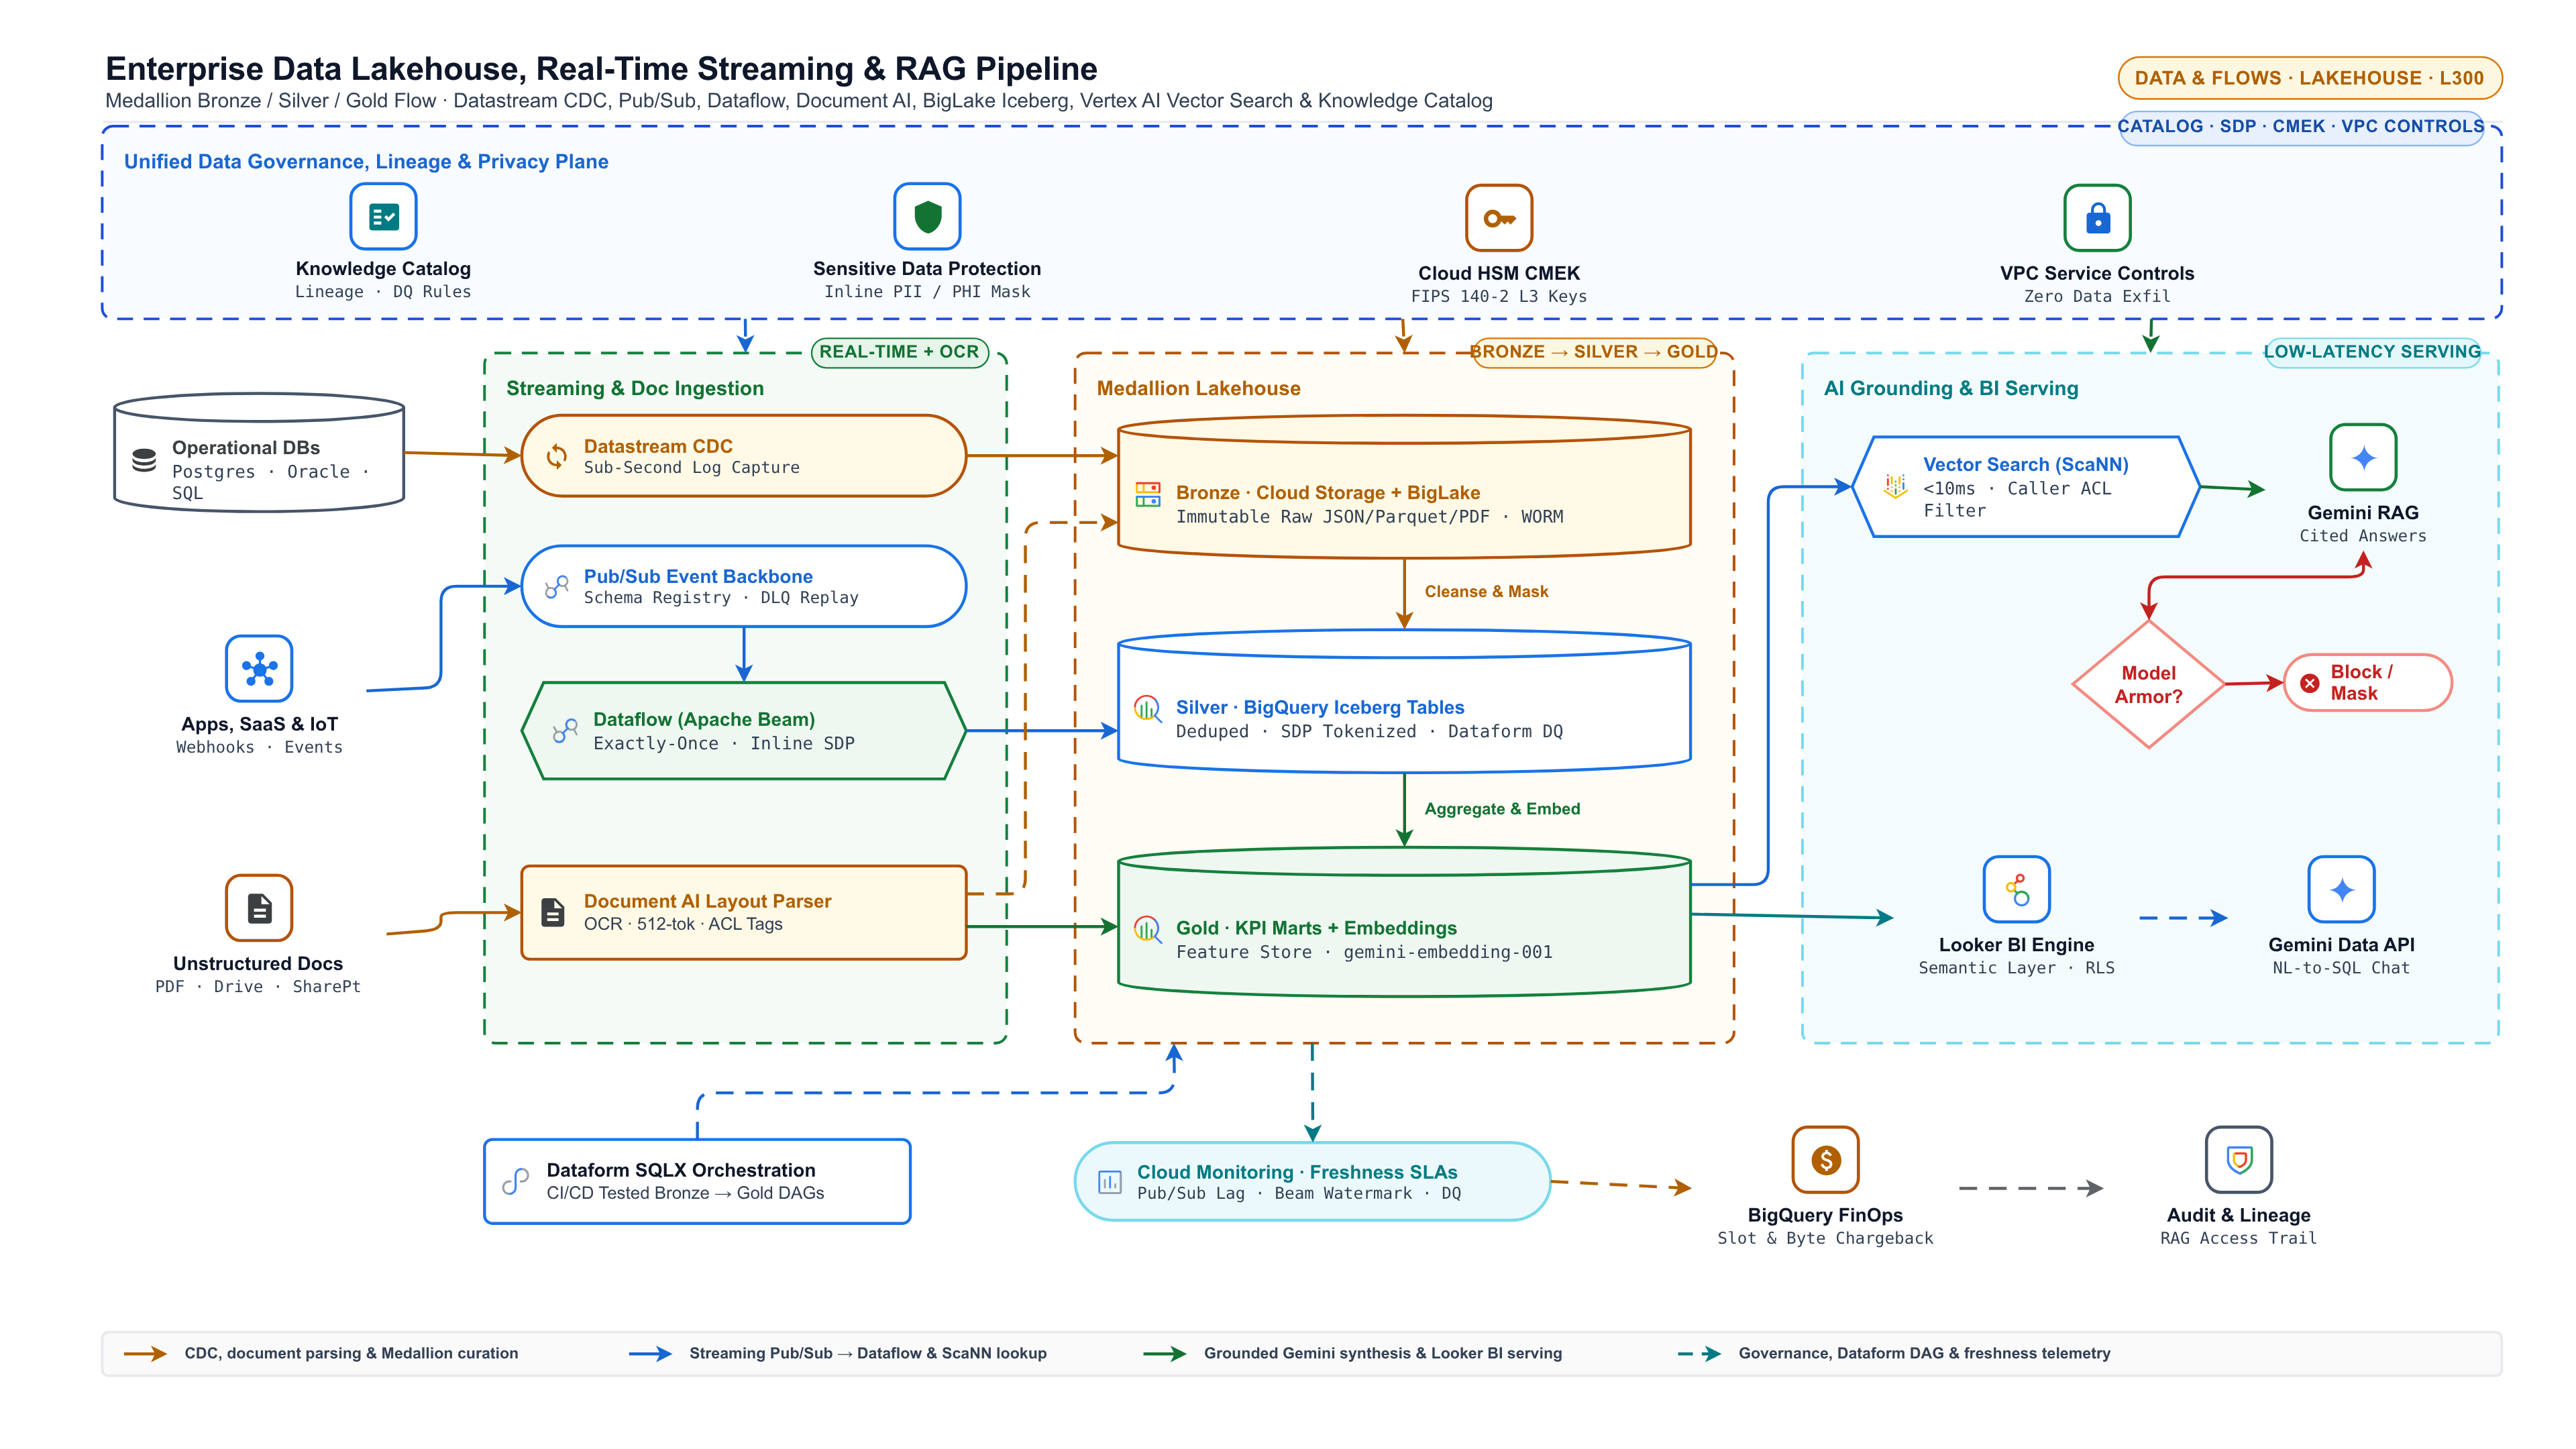 Enterprise Data Lakehouse, Real-Time Streaming & RAG Pipeline
Medallion Bronze / Silver / Gold Flow · Datastream CDC, Pub/Sub, Dataflow, Document AI, BigLake Iceberg, Vertex AI Vector Search & Knowledge Catalog
DATA & FLOWS · LAKEHOUSE · L300
CATALOG · SDP · CMEK · VPC CONTROLS
Unified Data Governance, Lineage & Privacy Plane
Knowledge Catalog
Lineage · DQ Rules
Sensitive Data Protection
Inline PII / PHI Mask
Cloud HSM CMEK
FIPS 140-2 L3 Keys
VPC Service Controls
Zero Data Exfil
Operational DBs
Postgres · Oracle ·
SQL
Apps, SaaS & IoT
Webhooks · Events
Unstructured Docs
PDF · Drive · SharePt
REAL-TIME + OCR
Streaming & Doc Ingestion
Datastream CDC
Sub-Second Log Capture
Pub/Sub Event Backbone
Schema Registry · DLQ Replay
Dataflow (Apache Beam)
Exactly-Once · Inline SDP
Document AI Layout Parser
OCR · 512-tok · ACL Tags
BRONZE → SILVER → GOLD
Medallion Lakehouse
Bronze · Cloud Storage + BigLake
Immutable Raw JSON/Parquet/PDF · WORM
Cleanse & Mask
Silver · BigQuery Iceberg Tables
Deduped · SDP Tokenized · Dataform DQ
Aggregate & Embed
Gold · KPI Marts + Embeddings
Feature Store · gemini-embedding-001
LOW-LATENCY SERVING
AI Grounding & BI Serving
Vector Search (ScaNN)
<10ms · Caller ACL
Filter
Gemini RAG
Cited Answers
Model
Armor?
Block /
Mask
Looker BI Engine
Semantic Layer · RLS
Gemini Data API
NL-to-SQL Chat
Dataform SQLX Orchestration
CI/CD Tested Bronze → Gold DAGs
Cloud Monitoring · Freshness SLAs
Pub/Sub Lag · Beam Watermark · DQ
BigQuery FinOps
Slot & Byte Chargeback
Audit & Lineage
RAG Access Trail
CDC, document parsing & Medallion curation
Streaming Pub/Sub → Dataflow & ScaNN lookup
Grounded Gemini synthesis & Looker BI serving
Governance, Dataform DAG & freshness telemetry